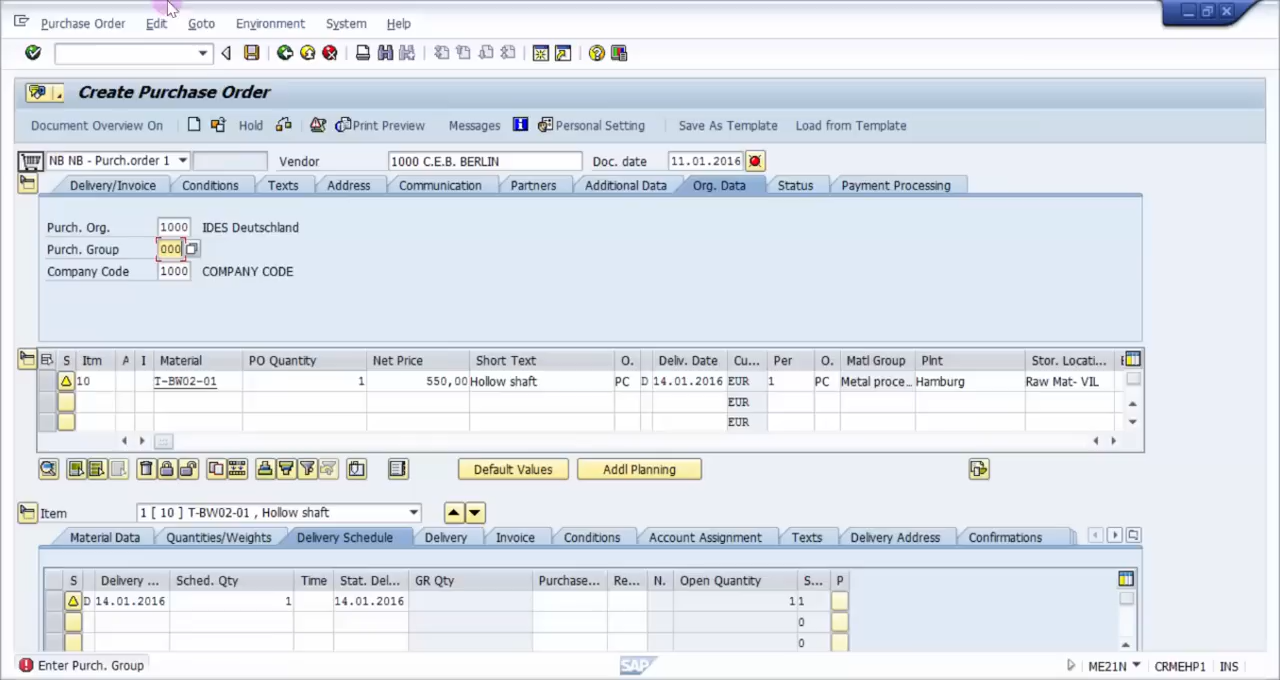 Purchase Order Edit Goto Environment System Help
Create Purchase Order
Document Overview On Hold Print Preview Messages Personal Setting Save As Template Load from Template
NB NB - Purch.order 1 Vendor 1000 C.E.B. BERLIN Doc. date 11.01.2016
Delivery/Invoice Conditions Texts Address Communication Partners Additional Data Org. Data Status Payment Processing
Purch. Org. 1000 IDES Deutschland
Purch. Group 000
Company Code 1000 COMPANY CODE
S Itm A I Material PO Quantity Net Price Short Text O. Deliv. Date Cu... Per O. Matl Group Plnt Stor. Locati...
10 T-BW02-01 1 550,00 Hollow shaft PC D 14.01.2016 EUR 1 PC Metal proce... Hamburg Raw Mat- VIL
EUR
EUR
Default Values Addl Planning
Item 1 [ 10 ] T-BW02-01 , Hollow shaft
Material Data Quantities/Weights Delivery Schedule Delivery Invoice Conditions Account Assignment Texts Delivery Address Confirmations
S Delivery ... Sched. Qty Time Stat. Del... GR Qty Purchase... Re... N. Open Quantity S... P
D 14.01.2016 1 14.01.2016 1 1
0
0
Enter Purch. Group SAP ME21N CRMEHP1 INS